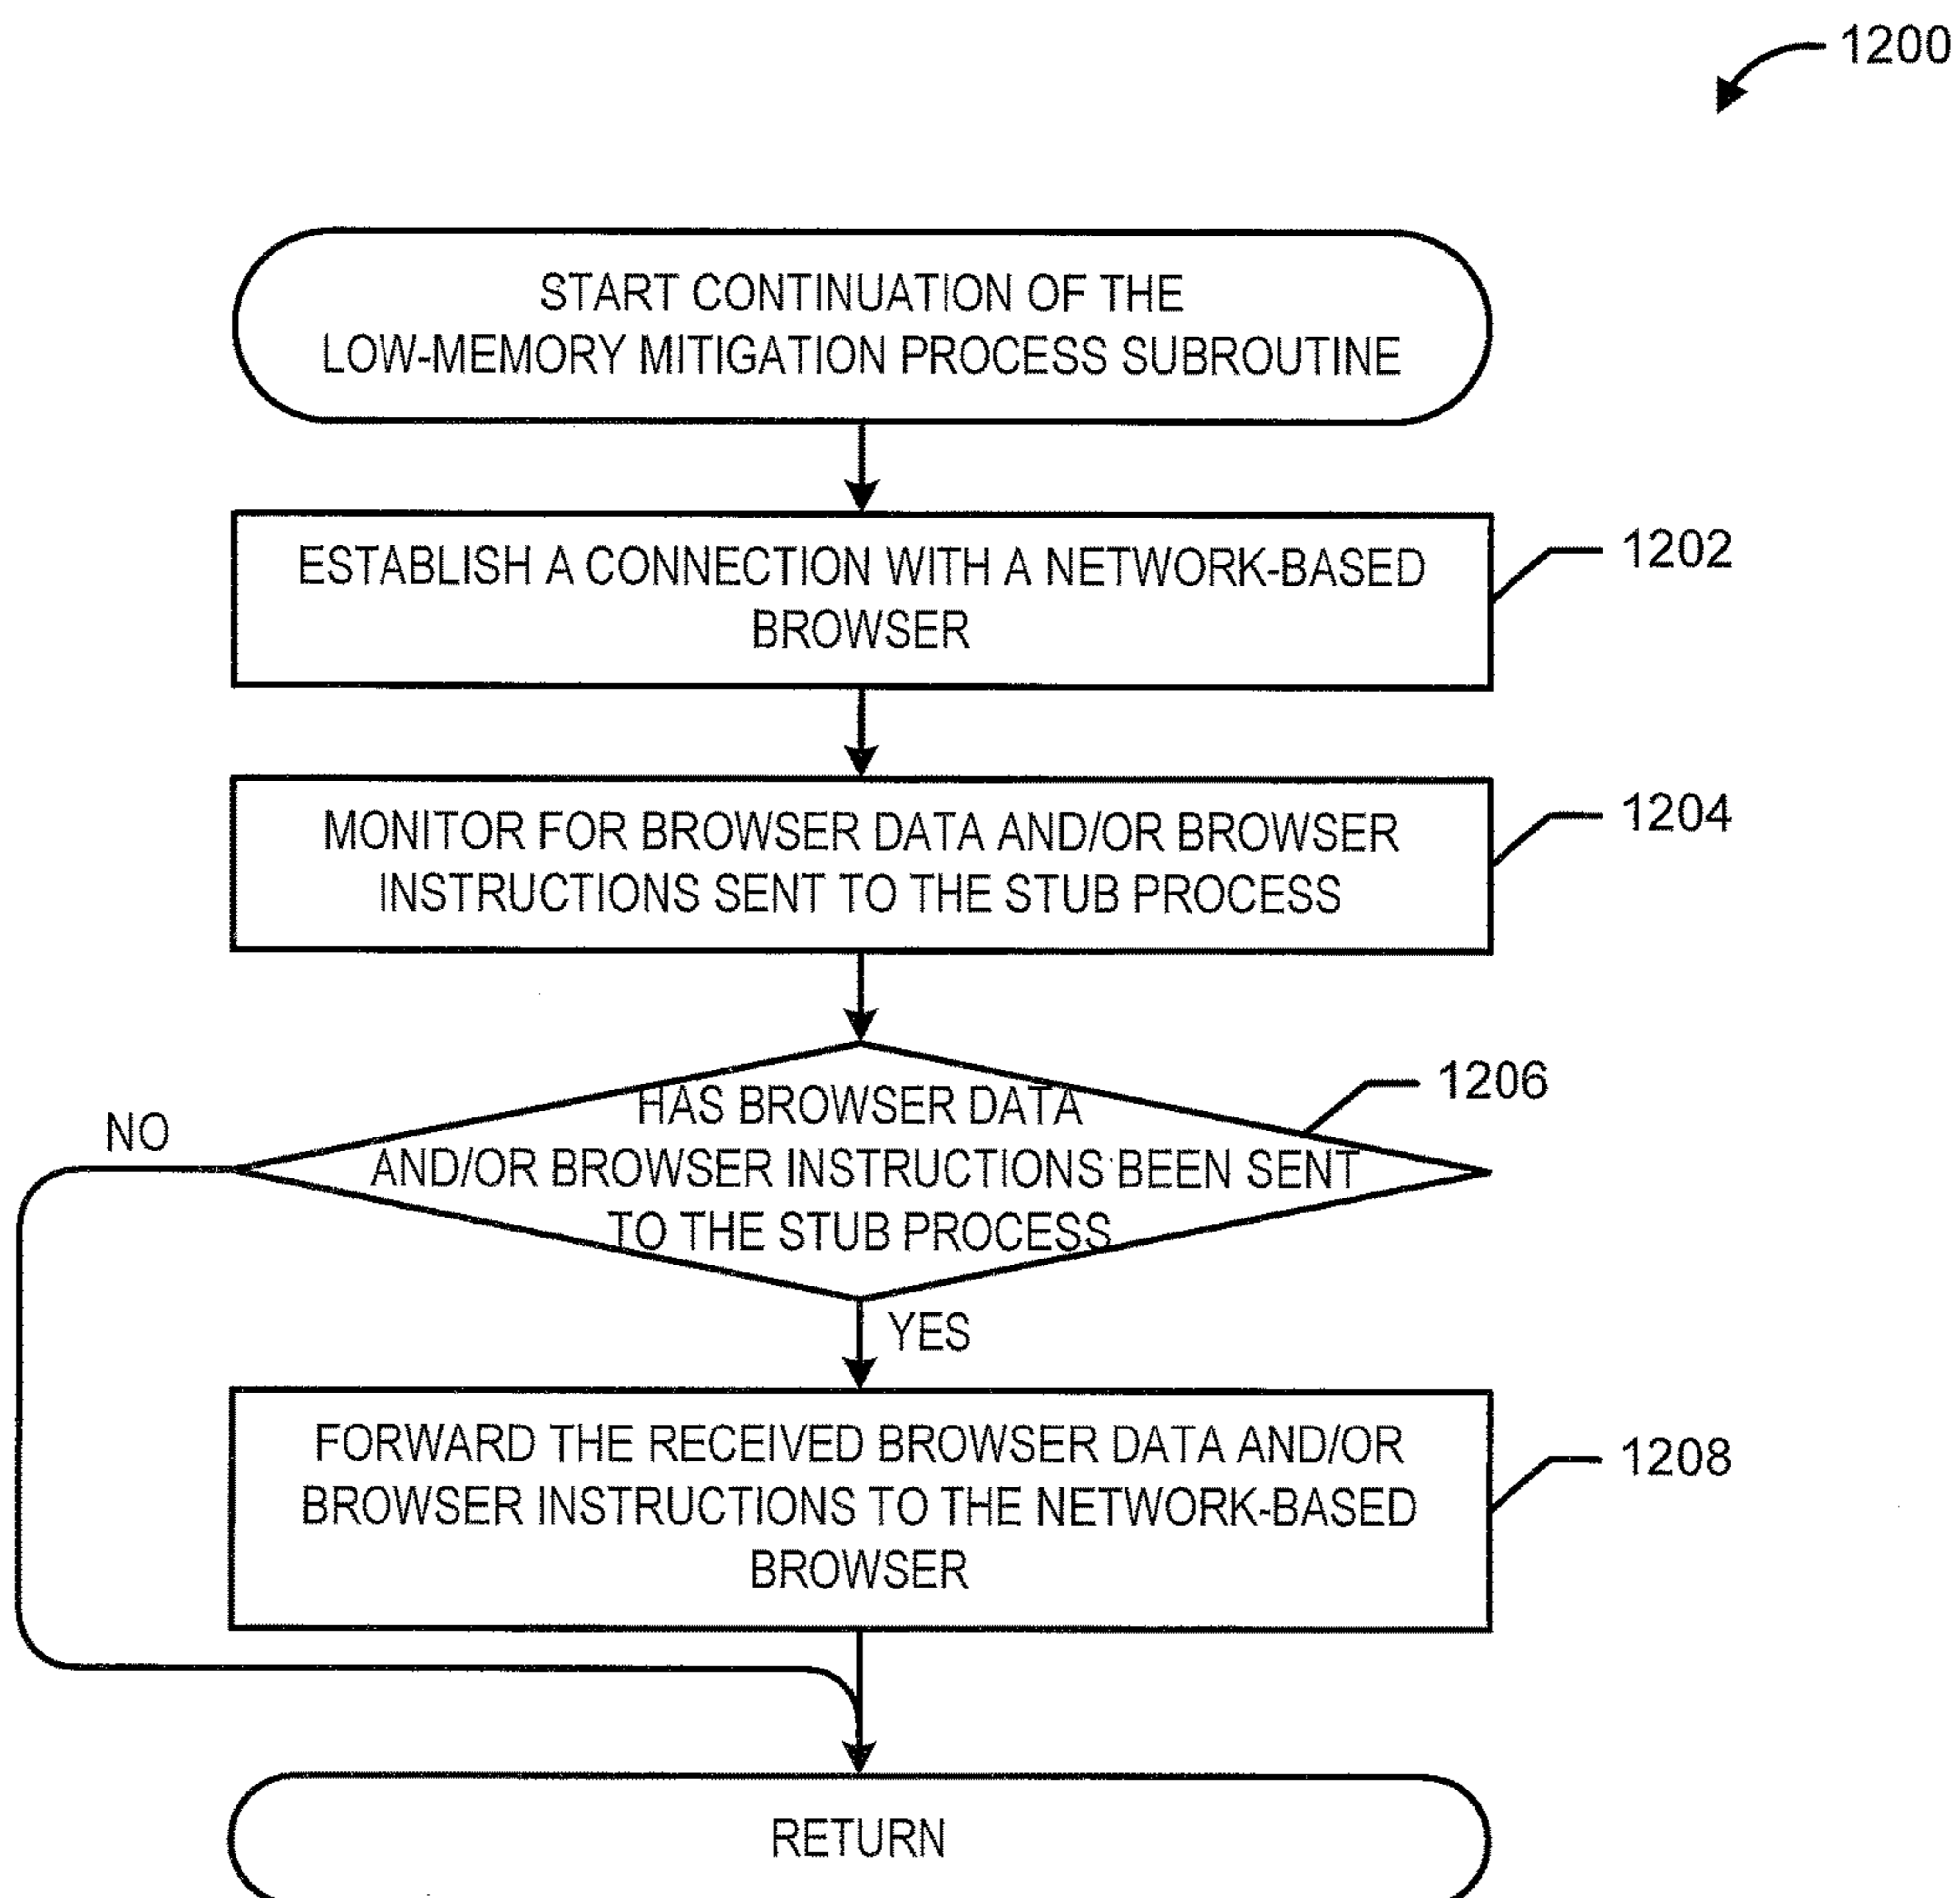 1200
START CONTINUATION OF THE
LOW-MEMORY MITIGATION PROCESS SUBROUTINE
ESTABLISH A CONNECTION WITH A NETWORK-BASED
BROWSER
1202
MONITOR FOR BROWSER DATA AND/OR BROWSER
INSTRUCTIONS SENT TO THE STUB PROCESS
1204
HAS BROWSER DATA
AND/OR BROWSER INSTRUCTIONS BEEN SENT
TO THE STUB PROCESS
1206
NO
YES
FORWARD THE RECEIVED BROWSER DATA AND/OR
BROWSER INSTRUCTIONS TO THE NETWORK-BASED
BROWSER
1208
RETURN